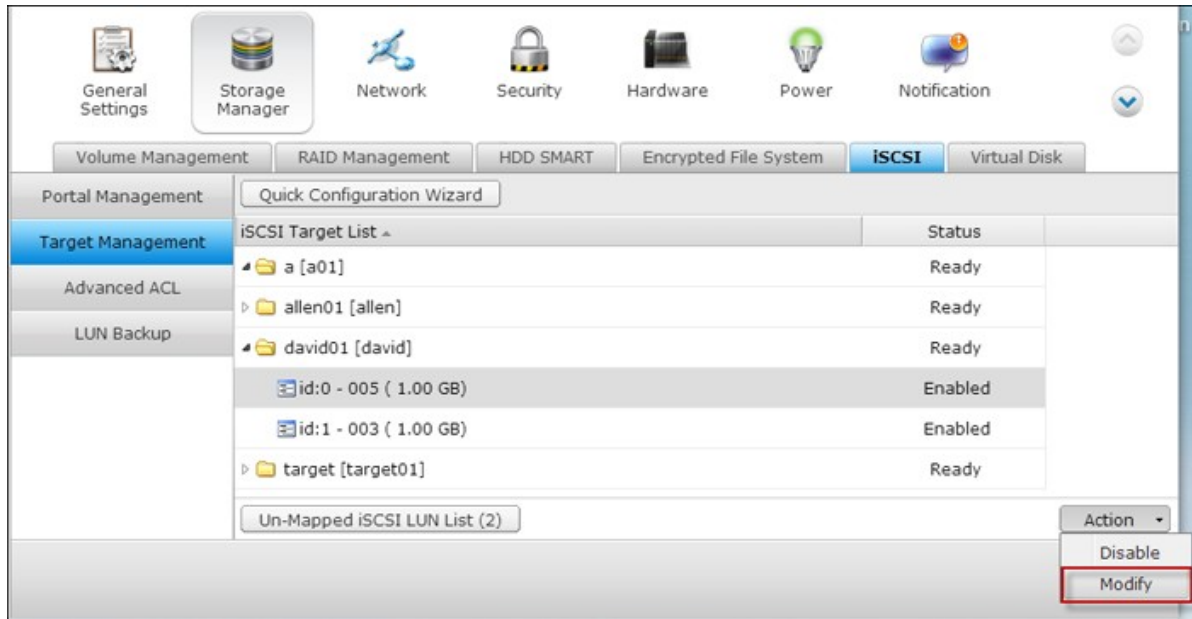 General Settings
Storage Manager
Network
Security
Hardware
Power
Notification
n
Volume Management
RAID Management
HDD SMART
Encrypted File System
iSCSI
Virtual Disk
Portal Management
Quick Configuration Wizard
Target Management
iSCSI Target List
Status
a [a01]
Ready
Advanced ACL
allen01 [allen]
Ready
LUN Backup
david01 [david]
Ready
id:0 - 005 ( 1.00 GB)
Enabled
id:1 - 003 ( 1.00 GB)
Enabled
target [target01]
Ready
Un-Mapped iSCSI LUN List (2)
Action
Disable
Modify